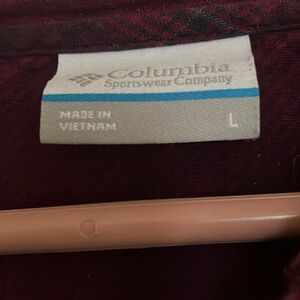 Columbia
Sportswear Company
MADE IN
VIETNAM
L